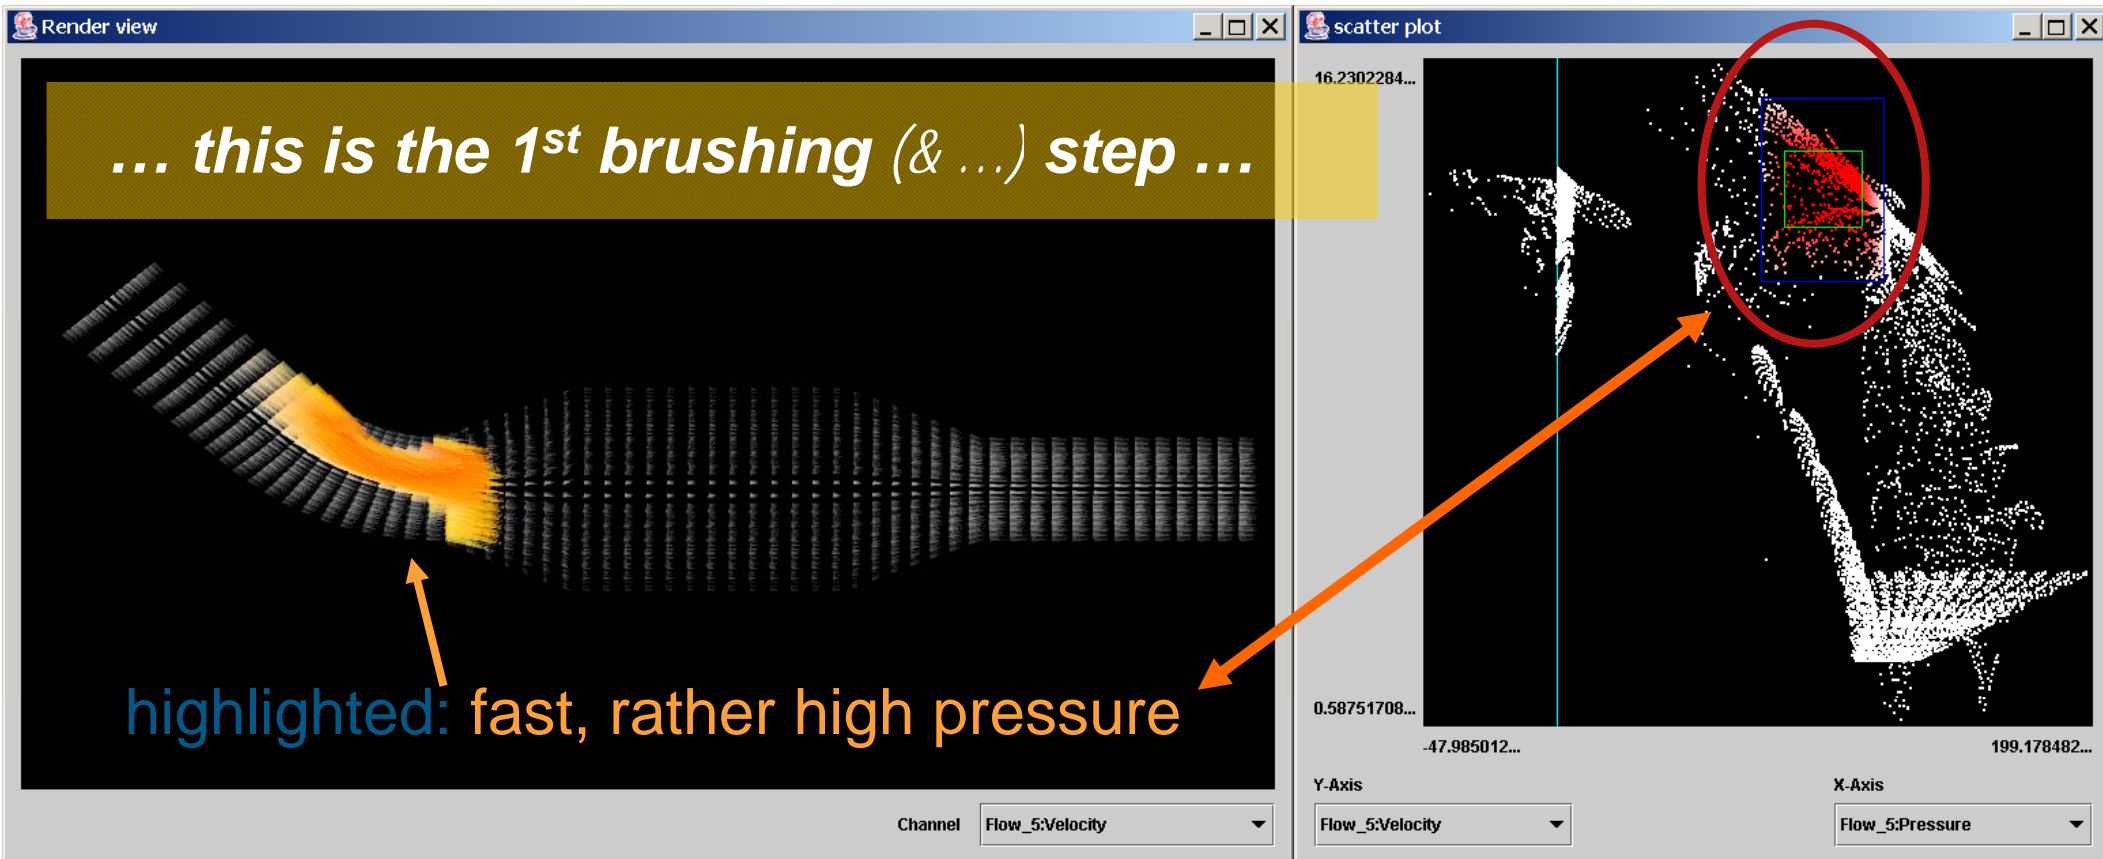 Render view
… this is the 1st brushing (& …) step …
highlighted: fast, rather high pressure
Channel Flow_5:Velocity
scatter plot
16.2302284...
0.58751708...
-47.985012... 199.178482...
Y-Axis X-Axis
Flow_5:Velocity Flow_5:Pressure